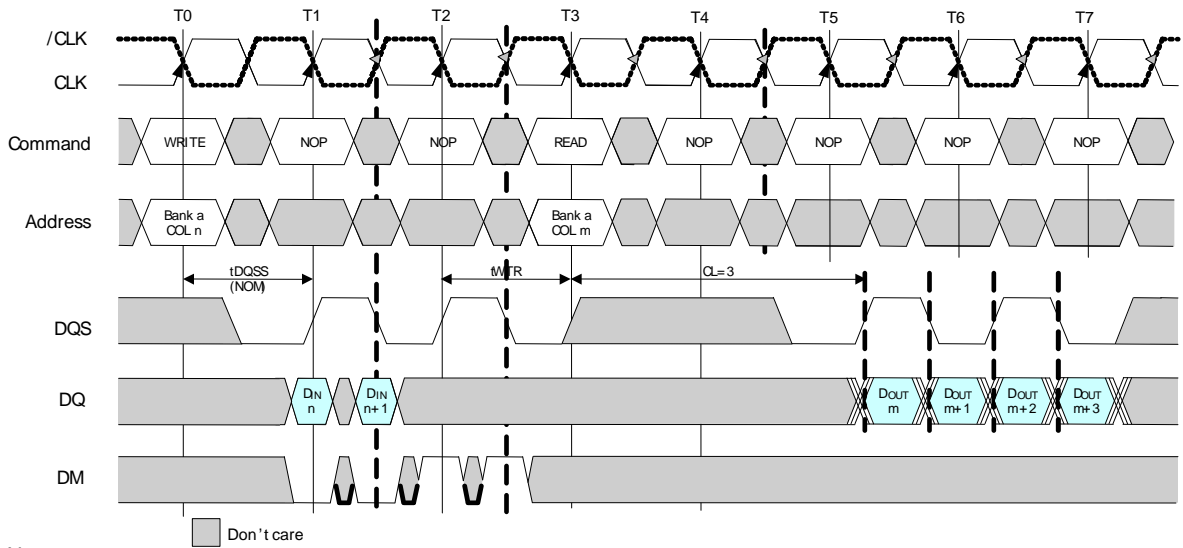 T0 T1 T2 T3 T4 T5 T6 T7
/CLK
CLK
Command WRITE NOP NOP READ NOP NOP NOP NOP
Address Bank a Bank a
COL n COL m
tDQSS tWTR CL=3
(NOM)
DQS
DQ DIN DIN DOUT DOUT DOUT DOUT
n n+1 m m+1 m+2 m+3
DM
Don't care